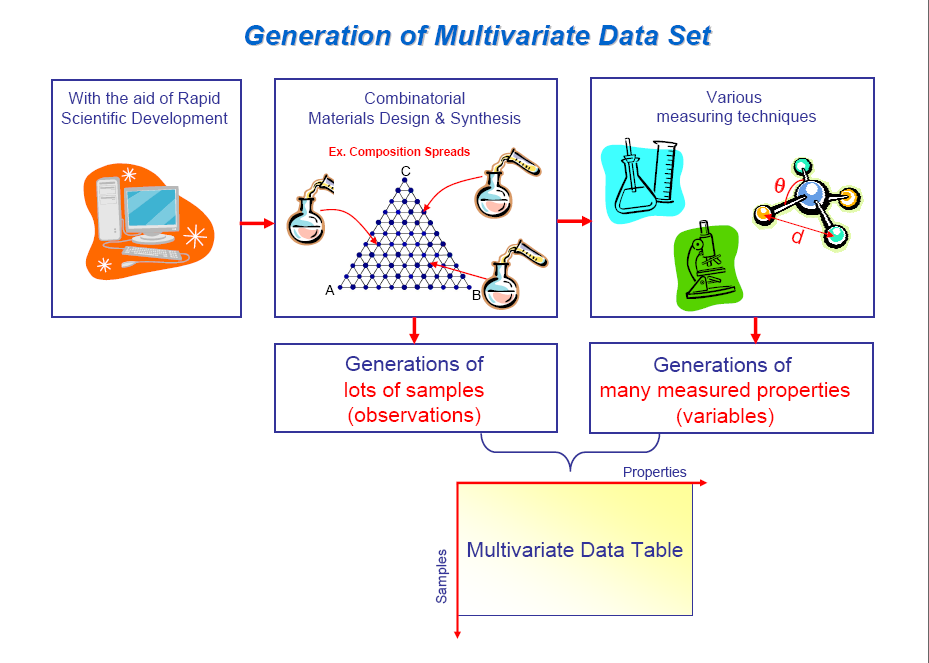 Generation of Multivariate Data Set
With the aid of Rapid
Scientific Development
Combinatorial
Materials Design & Synthesis
Ex. Composition Spreads
C
A
B
Various
measuring techniques
θ
d
Generations of
lots of samples
(observations)
Generations of
many measured properties
(variables)
Properties
Samples
Multivariate Data Table